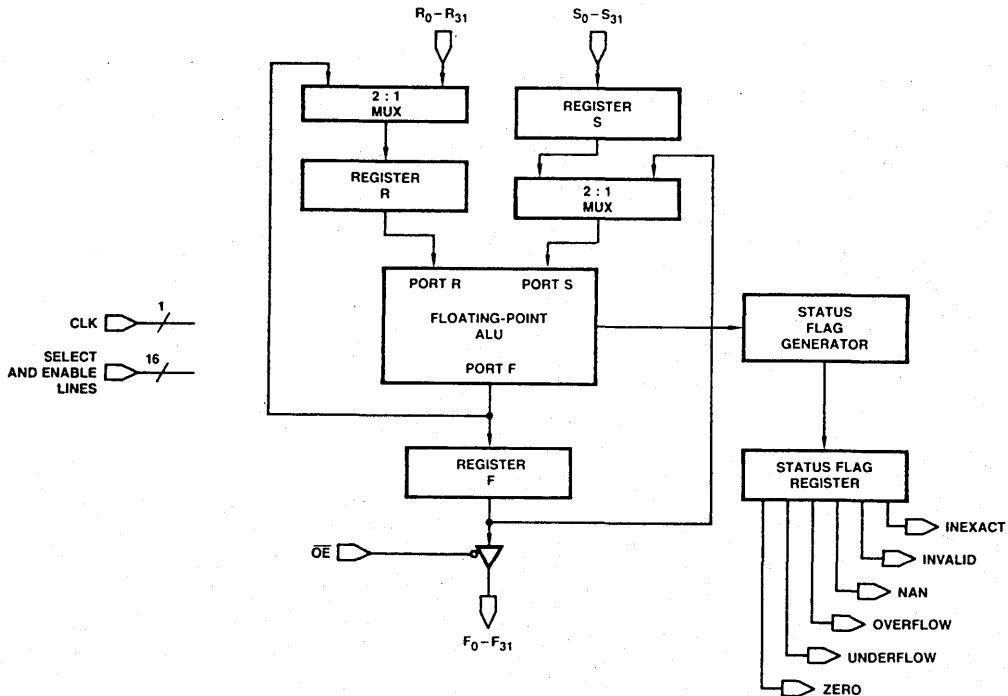 R0–R31
S0–S31
2 : 1
MUX
REGISTER
S
REGISTER
R
2 : 1
MUX
PORT R
PORT S
FLOATING-POINT
ALU
PORT F
CLK
1
SELECT
AND ENABLE
LINES
16
STATUS
FLAG
GENERATOR
REGISTER
F
STATUS FLAG
REGISTER
INEXACT
OE
INVALID
NAN
OVERFLOW
F0–F31
UNDERFLOW
ZERO